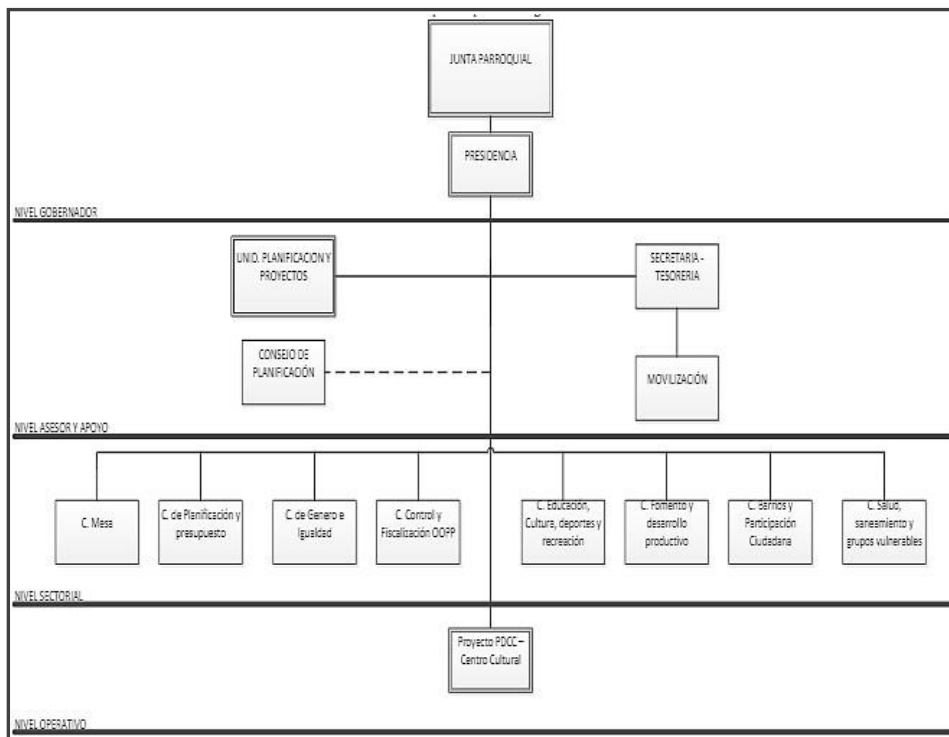 JUNTA PARROQUIAL
PRESIDENCIA
NIVEL GOBERNADOR
UNID. PLANIFICACION Y
PROYECTOS
SECRETARIA -
TESORERIA
CONSEJO DE
PLANIFICACIÓN
MOVILIZACIÓN
NIVEL ASESOR Y APOYO
C. Mesa
C. de Planificación y
presupuesto
C. de Genero e
Igualdad
C. Control y
Fiscalización OOPP
C. Educación,
Cultura, deportes y
recreación
C. Fomento y
desarrollo
productivo
C. Barrios y
Participación
Ciudadana
C. Salud,
saneamiento y
grupos vulnerables
NIVEL SECTORIAL
Proyecto PDCC –
Centro Cultural
NIVEL OPERATIVO